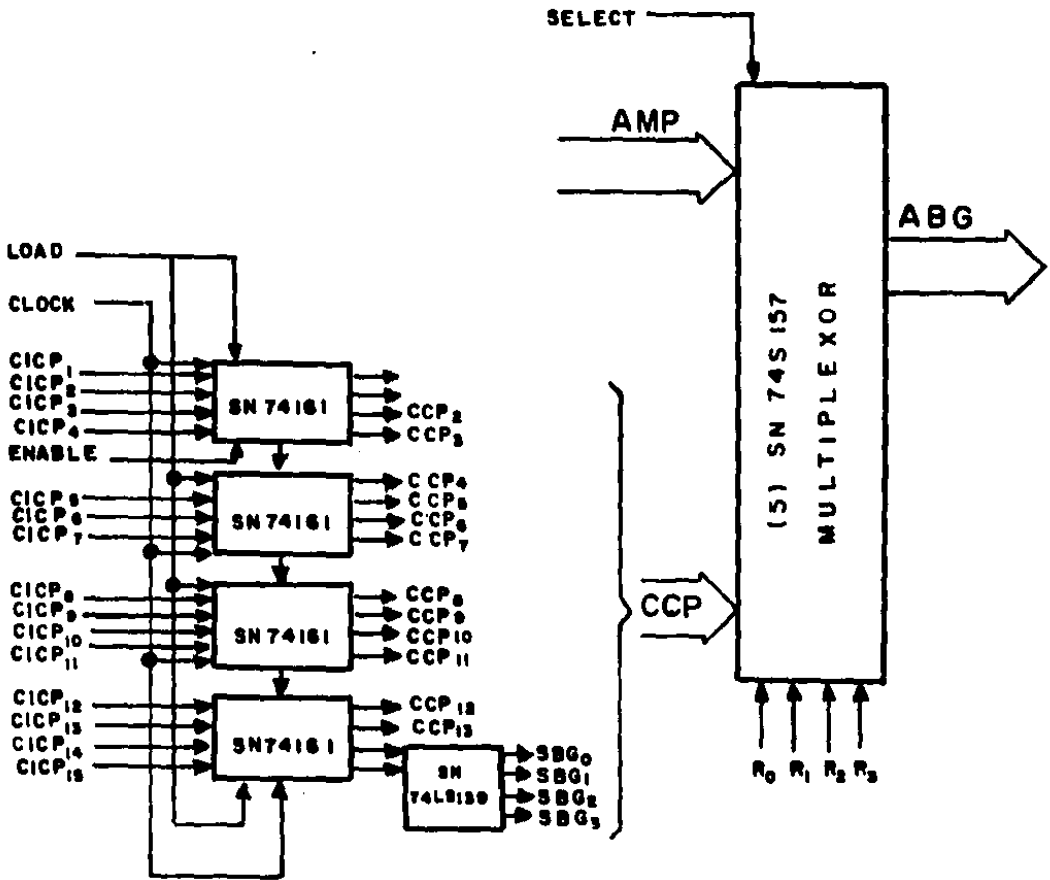 SELECT
AMP
ABG
LOAD
CLOCK
CICP1
CICP2
CICP3
CICP4
ENABLE
SN 74161
CCP2
CCP3
CICP5
CICP6
CICP7
SN 74161
CCP4
CCP5
CCP6
CCP7
CICP8
CICP9
CICP10
CICP11
SN 74161
CCP8
CCP9
CCP10
CCP11
CICP12
CICP13
CICP14
CICP15
SN74161
CCP12
CCP13
SN
74LS139
SBG0
SBG1
SBG2
SBG3
CCP
(5) SN 74S157
MULTIPLEXOR
R0 R1 R2 R3